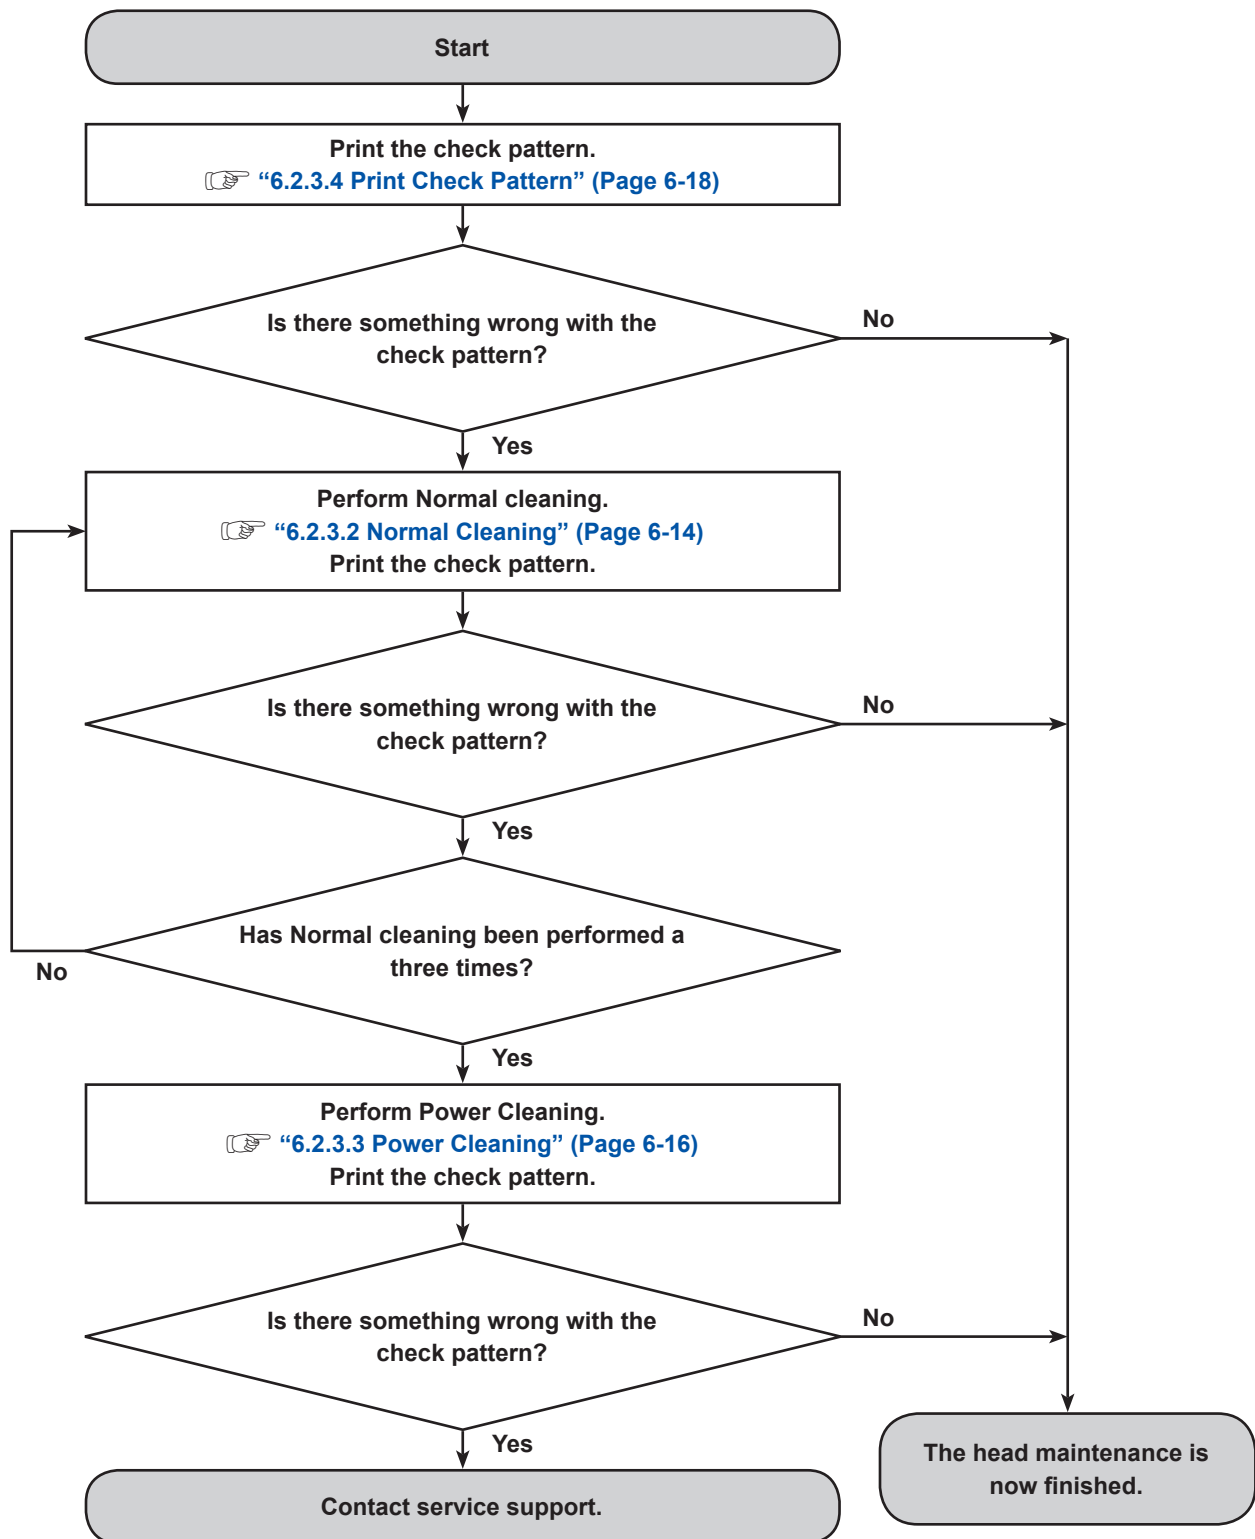 Start
Print the check pattern.
“6.2.3.4 Print Check Pattern” (Page 6-18)
Is there something wrong with the
check pattern?
No
Yes
Perform Normal cleaning.
“6.2.3.2 Normal Cleaning” (Page 6-14)
Print the check pattern.
Is there something wrong with the
check pattern?
No
Yes
Has Normal cleaning been performed a
three times?
No
Yes
Perform Power Cleaning.
“6.2.3.3 Power Cleaning” (Page 6-16)
Print the check pattern.
Is there something wrong with the
check pattern?
No
Yes
Contact service support.
The head maintenance is
now finished.